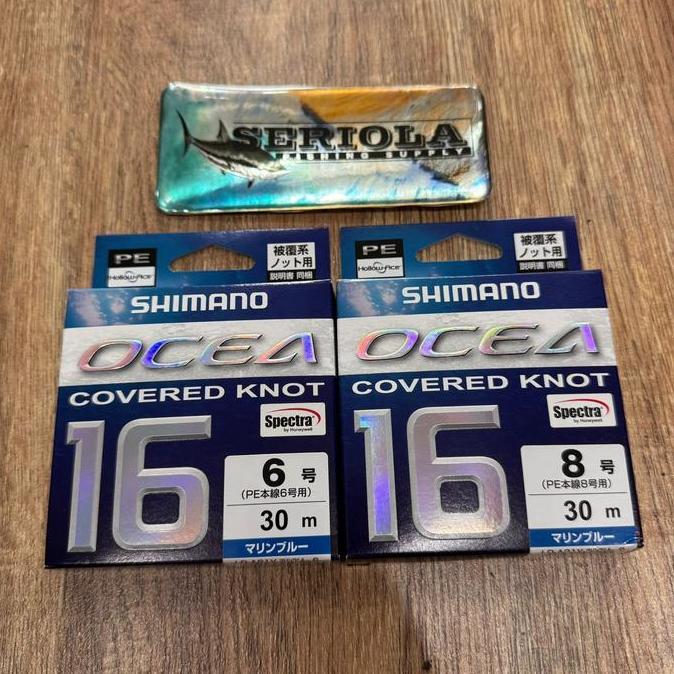 SERIOLA
FISHING SUPPLY
PE
Hollow-Ace
被覆系
ノット用
説明書 同梱
SHIMANO
OCEA
COVERED KNOT
16
Spectra
by Honeywell
6号
(PE本線6号用)
30 m
マリンブルー
PE
Hollow-Ace
被覆系
ノット用
説明書 同梱
SHIMANO
OCEA
COVERED KNOT
16
Spectra
by Honeywell
8号
(PE本線8号用)
30 m
マリンブルー